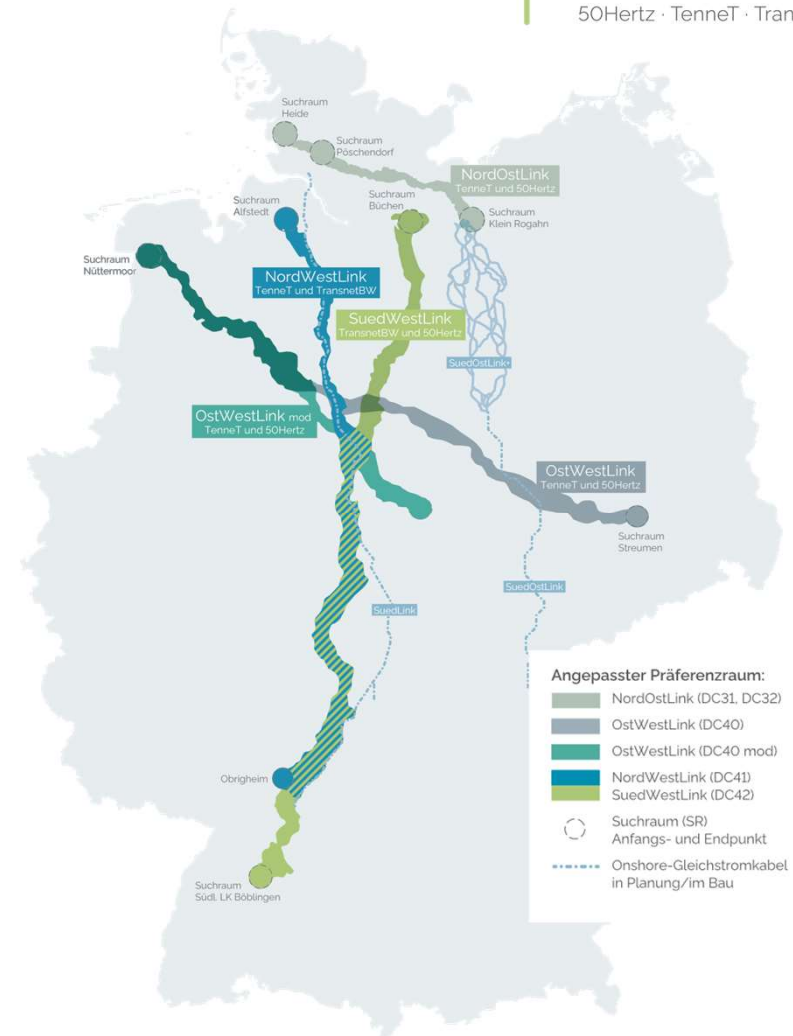 50Hertz · TenneT · Tran
Suchraum
Heide
Suchraum
Pöschendorf
NordOstLink
TenneT und 50Hertz
Suchraum
Alfstedt
Suchraum
Büchen
Suchraum
Klein Rogahn
Suchraum
Nüttermoor
NordWestLink
TenneT und TransnetBW
SuedWestLink
TransnetBW und 50Hertz
SuedOstLink+
OstWestLink mod
TenneT und 50Hertz
OstWestLink
TenneT und 50Hertz
Suchraum
Streumen
SuedOstLink
SuedLink
Obrigheim
Suchraum
Südl. LK Böblingen
Angepasster Präferenzraum:
NordOstLink (DC31, DC32)
OstWestLink (DC40)
OstWestLink (DC40 mod)
NordWestLink (DC41)
SuedWestLink (DC42)
Suchraum (SR)
Anfangs- und Endpunkt
Onshore-Gleichstromkabel
in Planung/im Bau